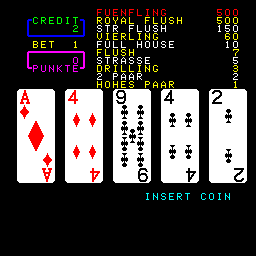 FUENFLING 500
CREDIT ROYAL FLUSH 500
2 STR FLUSH 150
VIERLING 60
BET 1 FULL HOUSE 10
FLUSH 7
0 STRASSE 5
PUNKTE DRILLING 3
2 PAAR 2
HOHES PAAR 1
A 4 9 4 2
A 4 9 4 2
INSERT COIN